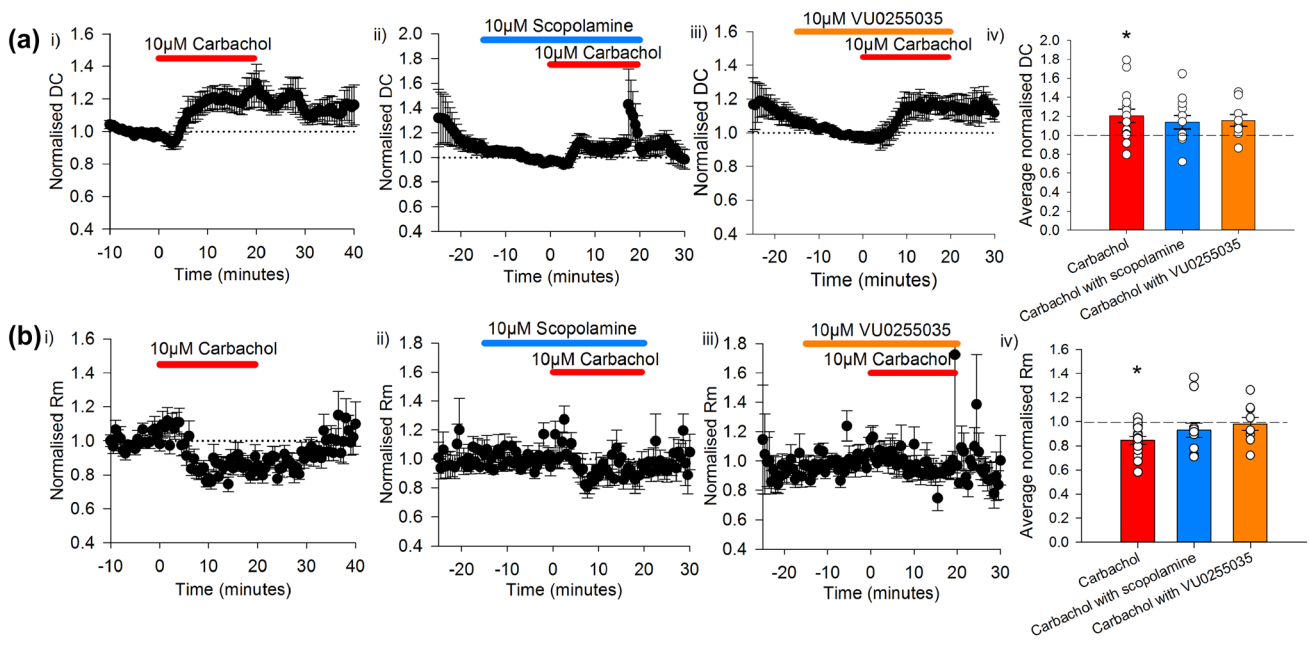 (a)
i)
10µM Carbachol
Normalised DC
1.6
1.4
1.2
1.0
0.8
0.6
0.4
-10 0 10 20 30 40
Time (minutes)
ii)
10µM Scopolamine
10µM Carbachol
Normalised DC
2.0
1.8
1.6
1.4
1.2
1.0
0.8
0.6
0.4
-20 -10 0 10 20 30
Time (minutes)
iii)
10µM VU0255035
10µM Carbachol
Normalised DC
1.6
1.4
1.2
1.0
0.8
0.6
0.4
-20 -10 0 10 20 30
Time (minutes)
iv)
*
Average normalised DC
2.0
1.8
1.6
1.4
1.2
1.0
0.8
0.6
0.4
0.2
0.0
Carbachol
Carbachol with scopolamine
Carbachol with VU0255035
(b)
i)
10µM Carbachol
Normalised Rm
1.6
1.4
1.2
1.0
0.8
0.6
0.4
-10 0 10 20 30 40
Time (minutes)
ii)
10µM Scopolamine
10µM Carbachol
Normalised Rm
1.8
1.6
1.4
1.2
1.0
0.8
0.6
0.4
-20 -10 0 10 20 30
Time (minutes)
iii)
10µM VU0255035
10µM Carbachol
Normalised Rm
1.8
1.6
1.4
1.2
1.0
0.8
0.6
0.4
-20 -10 0 10 20 30
Time (minutes)
iv)
*
Average normalised Rm
1.6
1.4
1.2
1.0
0.8
0.6
0.4
0.2
0.0
Carbachol
Carbachol with scopolamine
Carbachol with VU0255035